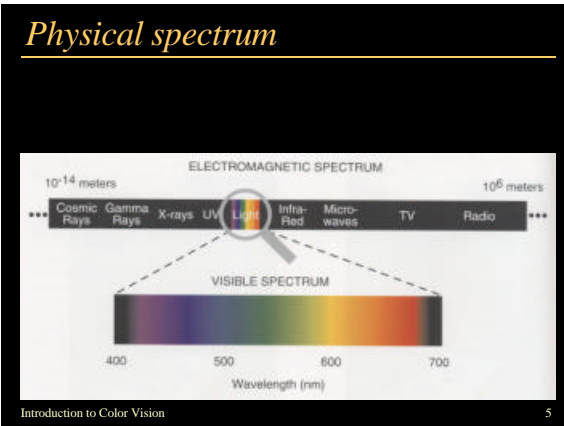 Physical spectrum
ELECTROMAGNETIC SPECTRUM
10-14 meters
106 meters
••• Cosmic Rays Gamma Rays X-rays UV Light Infra-Red Micro-waves TV Radio •••
VISIBLE SPECTRUM
400 500 600 700
Wavelength (nm)
Introduction to Color Vision 5